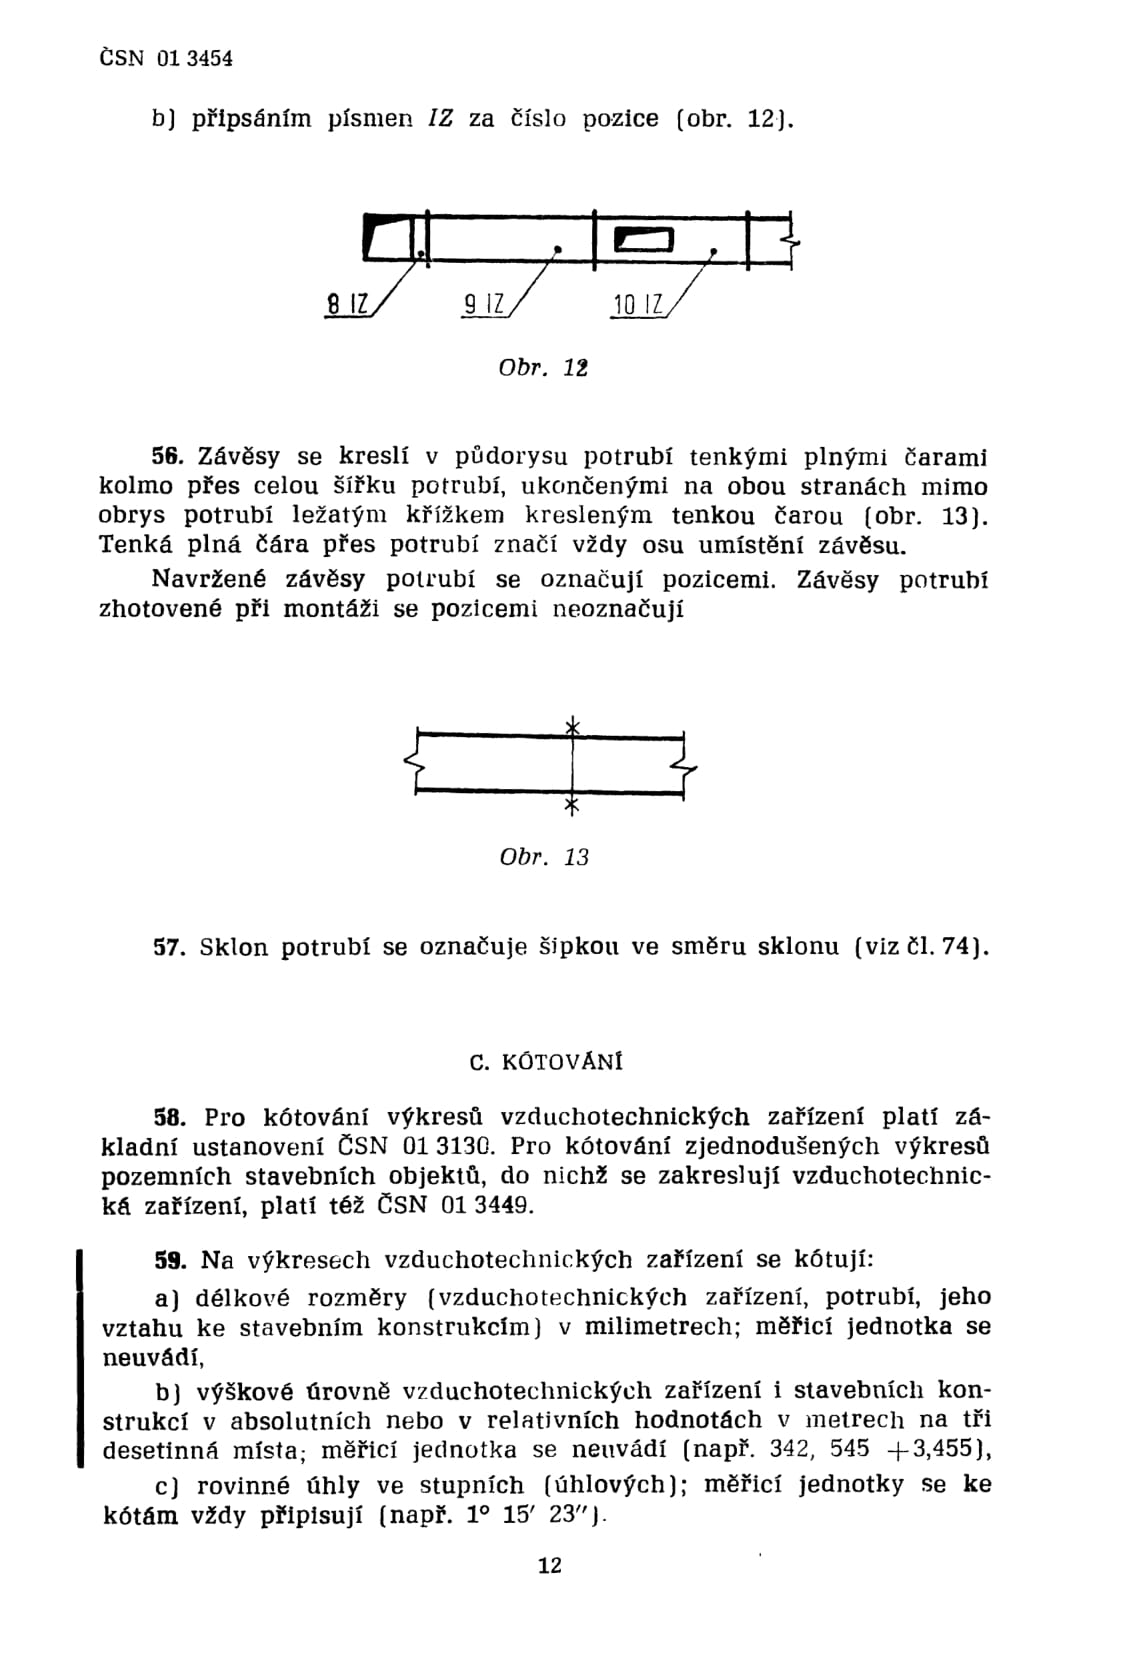 ČSN 01 3454
b) připsáním písmen IZ za číslo pozice (obr. 12).
8 IZ 9 IZ 10 IZ
Obr. 12
56. Závěsy se kreslí v půdorysu potrubí tenkými plnými čarami
kolmo přes celou šířku potrubí, ukončenými na obou stranách mimo
obrys potrubí ležatým křížkem kresleným tenkou čarou (obr. 13).
Tenká plná čára přes potrubí značí vždy osu umístění závěsu.
Navržené závěsy potrubí se označují pozicemi. Závěsy potrubí
zhotovené při montáži se pozicemi neoznačují
Obr. 13
57. Sklon potrubí se označuje šipkou ve směru sklonu (viz čl. 74).
C. KÓTOVÁNÍ
58. Pro kótování výkresů vzduchotechnických zařízení platí zá-
kladní ustanovení ČSN 01 3130. Pro kótování zjednodušených výkresů
pozemních stavebních objektů, do nichž se zakreslují vzduchotechnic-
ká zařízení, platí též ČSN 01 3449.
59. Na výkresech vzduchotechnických zařízení se kótují:
a) délkové rozměry (vzduchotechnických zařízení, potrubí, jeho
vztahu ke stavebním konstrukcím) v milimetrech; měřicí jednotka se
neuvádí,
b) výškové úrovně vzduchotechnických zařízení i stavebních kon-
strukcí v absolutních nebo v relativních hodnotách v metrech na tři
desetinná místa; měřicí jednotka se neuvádí (např. 342, 545 +3,455),
c) rovinné úhly ve stupních (úhlových); měřicí jednotky se ke
kótám vždy připisují (např. 1° 15′ 23″).
12